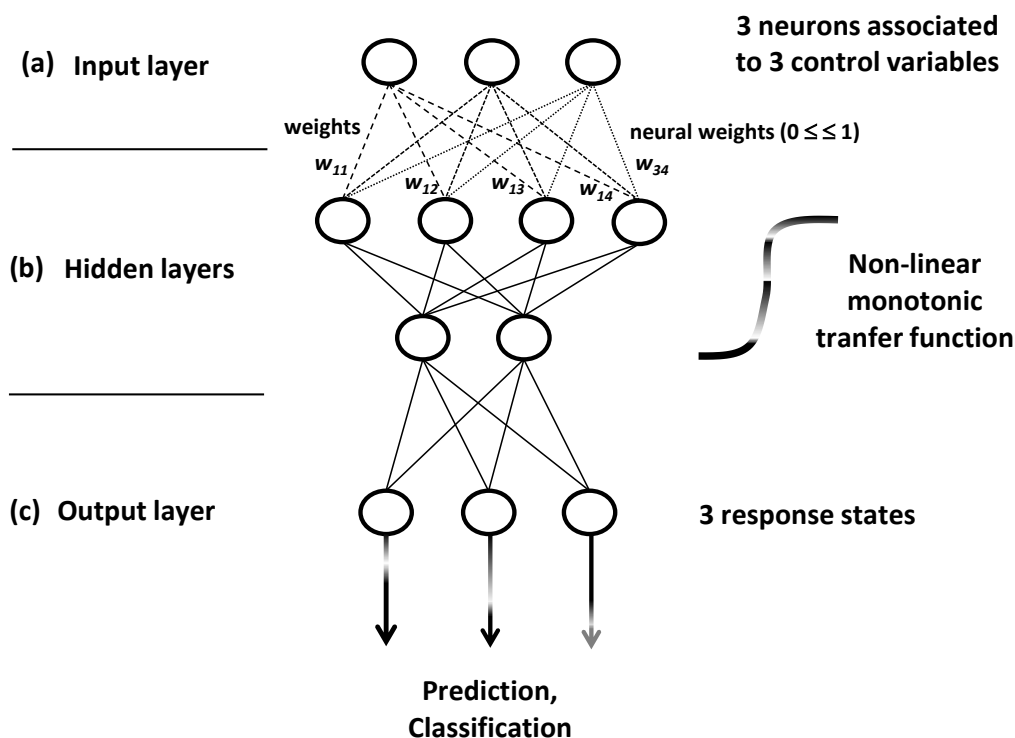 3 neurons associated
to 3 control variables
(a) Input layer
weights
neural weights (0 ≤ ≤ 1)
w11
w12
w13
w14
w34
(b) Hidden layers
Non-linear
monotonic
tranfer function
(c) Output layer
3 response states
Prediction,
Classification